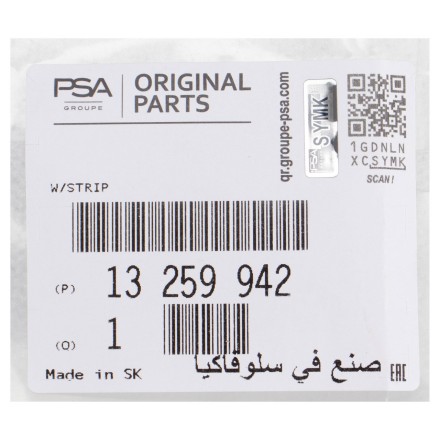 PSA
GROUPE
ORIGINAL
PARTS
qr.groupe-psa.com
PSA
SYMK
1GDNLN
XCSYMK
SCAN!
W/STRIP
(P) 13 259 942
(Q) 1
Made in SK
صنع في سلوفاكيا
EAC